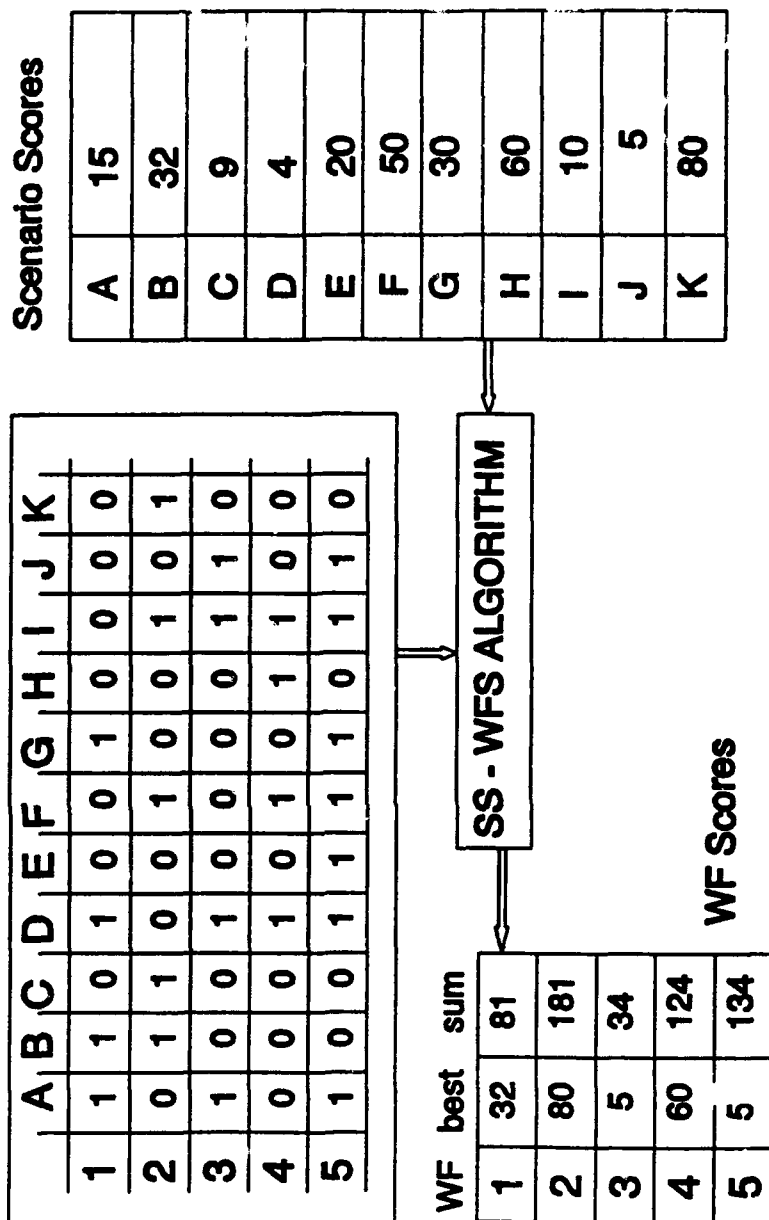 A B C D E F G H I J K
1 1 1 0 1 0 0 1 0 0 0 0
2 0 1 1 0 0 1 0 0 1 0 1
3 1 0 0 1 0 0 0 0 1 1 0
4 0 0 0 1 0 1 0 1 1 0 0
5 1 0 0 1 1 1 1 0 1 1 0
Scenario Scores
A 15
B 32
C 9
D 4
E 20
F 50
G 30
H 60
I 10
J 5
K 80
SS - WFS ALGORITHM
WF best sum
1 32 81
2 80 181
3 5 34
4 60 124
5 5 134
WF Scores